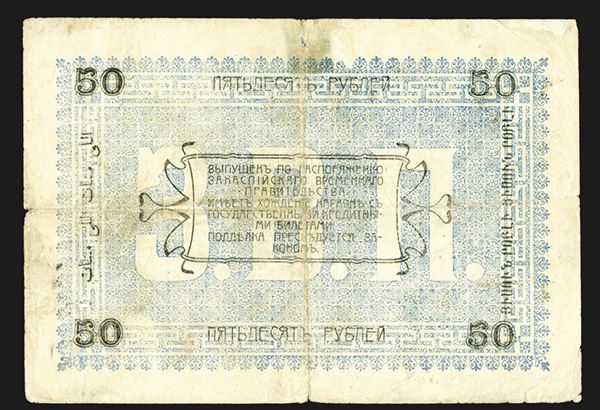 50 ПЯТЬДЕСЯТЪ РУБЛЕЙ 50
ВЫПУЩЕНЪ ПО РАСПОРЯЖЕНІЮ
ЗАКАСПІЙСКАГО ВРЕМЕННАГО
ПРАВИТЕЛЬСТВА.
ИМѢЕТЪ ХОЖДЕНІЕ НАРАВНѢ СЪ
ГОСУДАРСТВЕННЫМИ КРЕДИТНЫ-
МИ БИЛЕТАМИ.
ПОДДѢЛКА ПРЕСЛѢДУЕТСЯ ЗА-
КОНОМЪ.
50 ПЯТЬДЕСЯТЪ РУБЛЕЙ 50